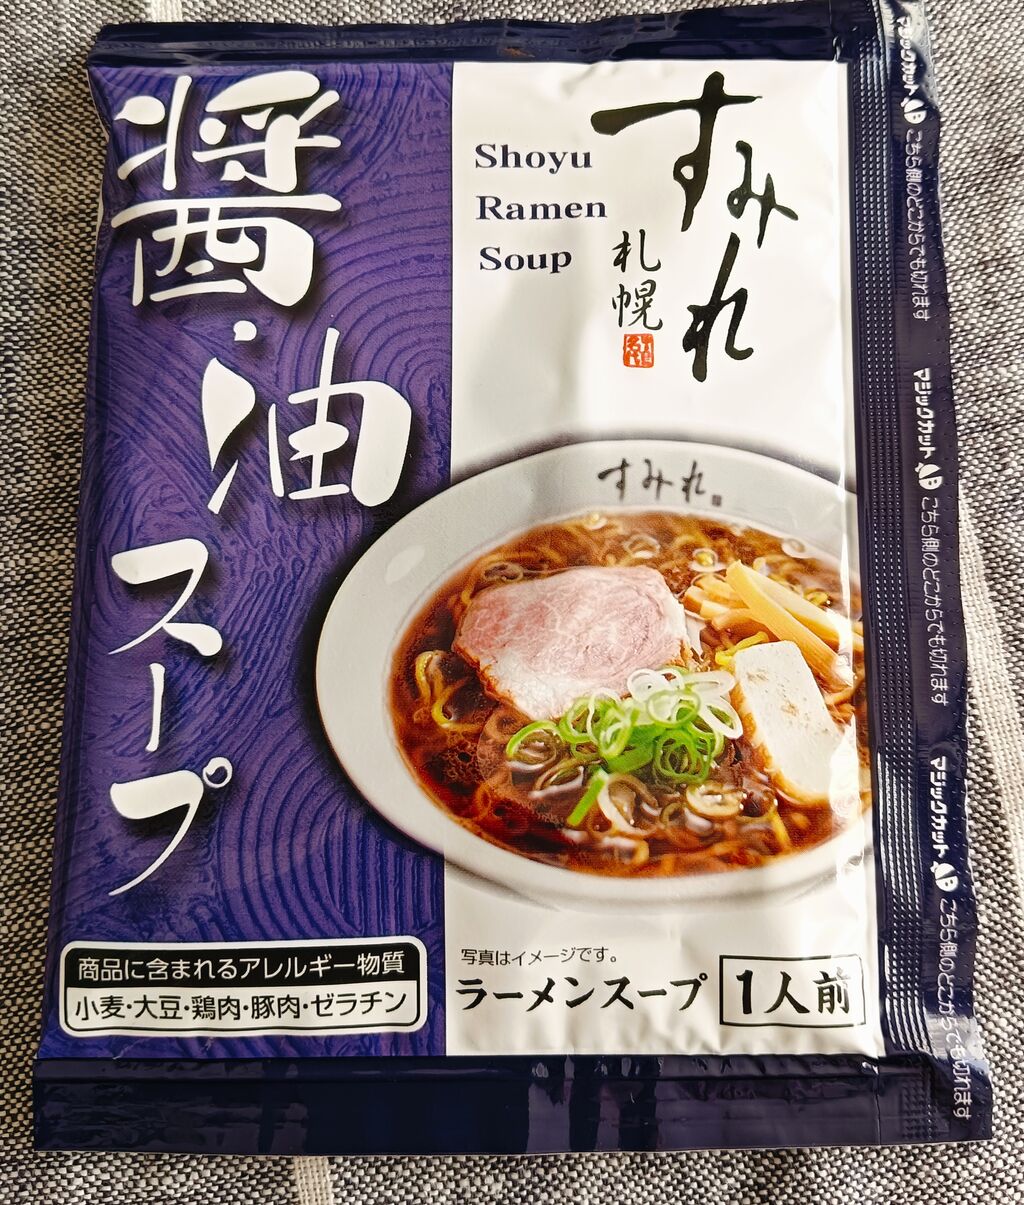 醤油スープ
すみれ
札幌
Shoyu
Ramen
Soup
すみれ
商品に含まれるアレルギー物質
小麦・大豆・鶏肉・豚肉・ゼラチン
写真はイメージです。
ラーメンスープ
1人前
マジックカット こちら側のどこからでも切れます
マジックカット こちら側のどこからでも切れます
マジックカット こちら側のどこからでも切れます